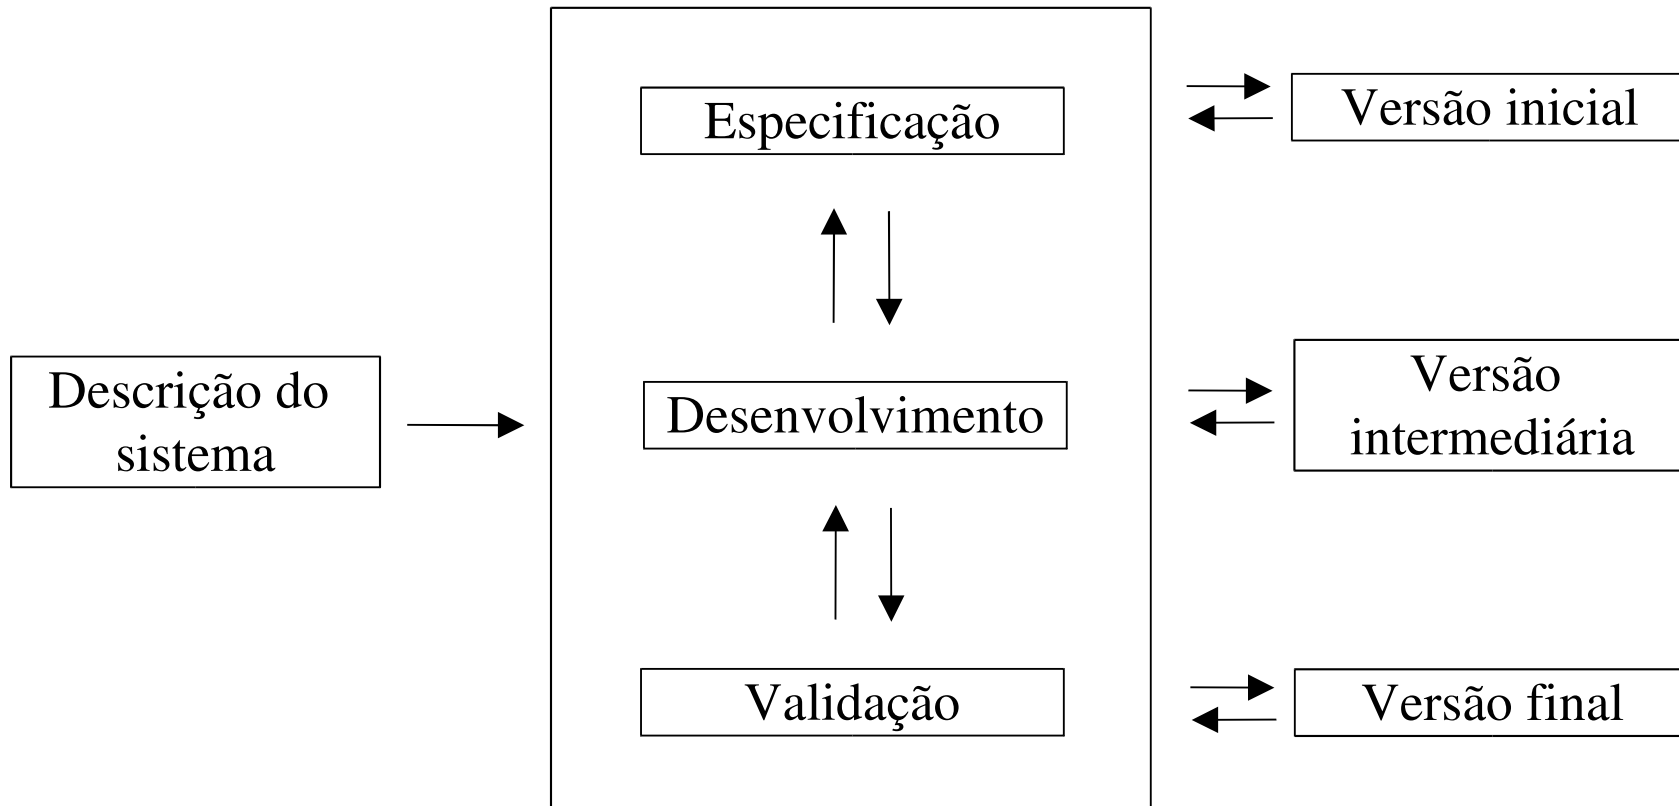 Especificação
Versão inicial
Descrição do
sistema
Desenvolvimento
Versão
intermediária
Validação
Versão final